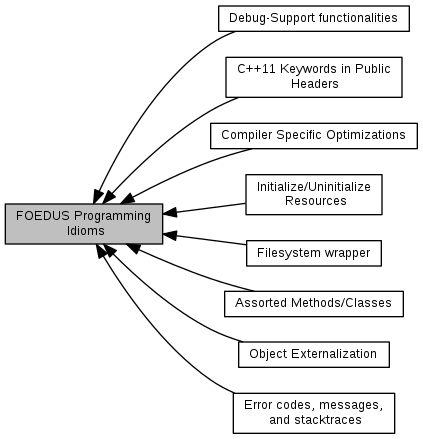 Debug-Support functionalities
C++11 Keywords in Public
Headers
Compiler Specific Optimizations
Initialize/Uninitialize
Resources
FOEDUS Programming
Idioms
Filesystem wrapper
Assorted Methods/Classes
Object Externalization
Error codes, messages,
and stacktraces